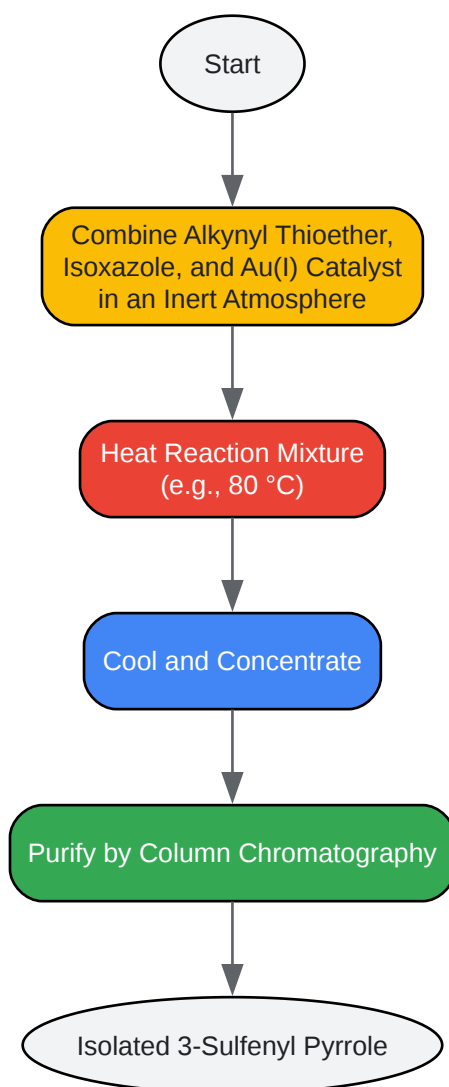 Start
Combine Alkynyl Thioether,
Isoxazole, and Au(I) Catalyst
in an Inert Atmosphere
Heat Reaction Mixture
(e.g., 80 °C)
Cool and Concentrate
Purify by Column Chromatography
Isolated 3-Sulfenyl Pyrrole